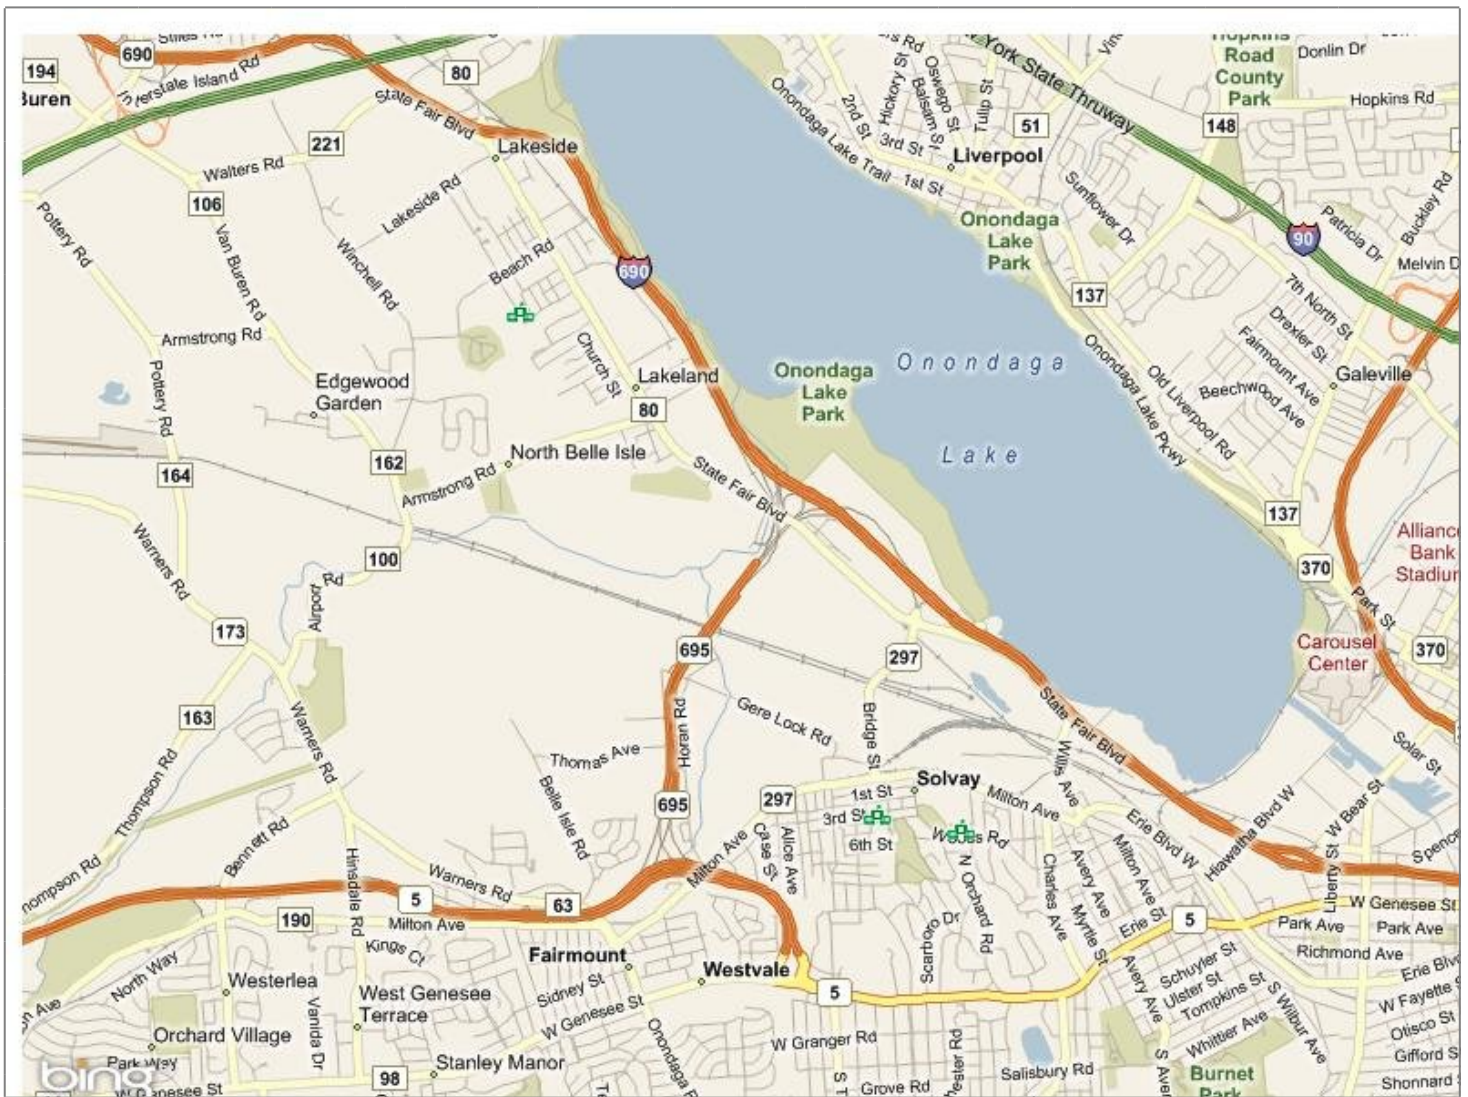 690
194
Buren
Interstate Island Rd
80
State Fair Blvd
Lakeside
221
Walters Rd
106
Lakeside Rd
Pottery Rd
Van Buren Rd
Winchell Rd
Beach Rd
690
Armstrong Rd
Pottery Rd
Church St
Lakeland
80
Edgewood
Garden
North Belle Isle
Armstrong Rd
162
164
State Fair Blvd
100
Airport Rd
Warners Rd
173
163
Warners Rd
Thompson Rd
Onondaga Lake Trail
2nd St
Hickory St
Oswego St
Balsam St
Tulip St
3rd St
1st St
51
Liverpool
York State Thruway
Hopkins
Road
County
Park
Donlin Dr
Hopkins Rd
148
Sunflower Dr
Onondaga
Lake
Park
137
90
Patricia Dr
Buckley Rd
Melvin D
7th North St
Drexler St
Fairmount Ave
Beechwood Ave
Galeville
Old Liverpool Rd
Onondaga Lake Pkwy
Onondaga
Lake
Park
Onondaga
Lake
137
370
Alliance
Bank
Stadium
Park St
Carousel
Center
370
695
297
Gere Lock Rd
Bridge St
Horan Rd
Thomas Ave
Belle Isle Rd
695
297
Solvay
1st St
3rd St
6th St
Milton Ave
Willis Ave
State Fair Blvd
Solar St
W Bear St
Hiawatha Blvd W
Erie Blvd W
Liberty St
Spence
Case St
Alice Ave
Milton Ave
N Orchard Rd
Scarboro Dr
Charles Ave
Avery Ave
Milton Ave
Myrtle St
Erie St
Thompson Rd
Bennett Rd
Hinsdale Rd
Warners Rd
5
63
190
Milton Ave
Kings Ct
North Way
Fairmount
Westvale
5
5
W Genesee St
Park Ave
Park Ave
Richmond Ave
Erie Blv
W Fayette S
Otisco St
Gifford S
Shonnard
Westerlea
West Genesee
Terrace
Vanida Dr
Orchard Village
Park Way
Stanley Manor
98
Sidney St
W Genesee St
W Granger Rd
Grove Rd
Salisbury Rd
Avery Ave
Schuyler St
Ulster St
Tompkins St
Whittier Ave
S Wilbur Ave
Burnet
Park
bing